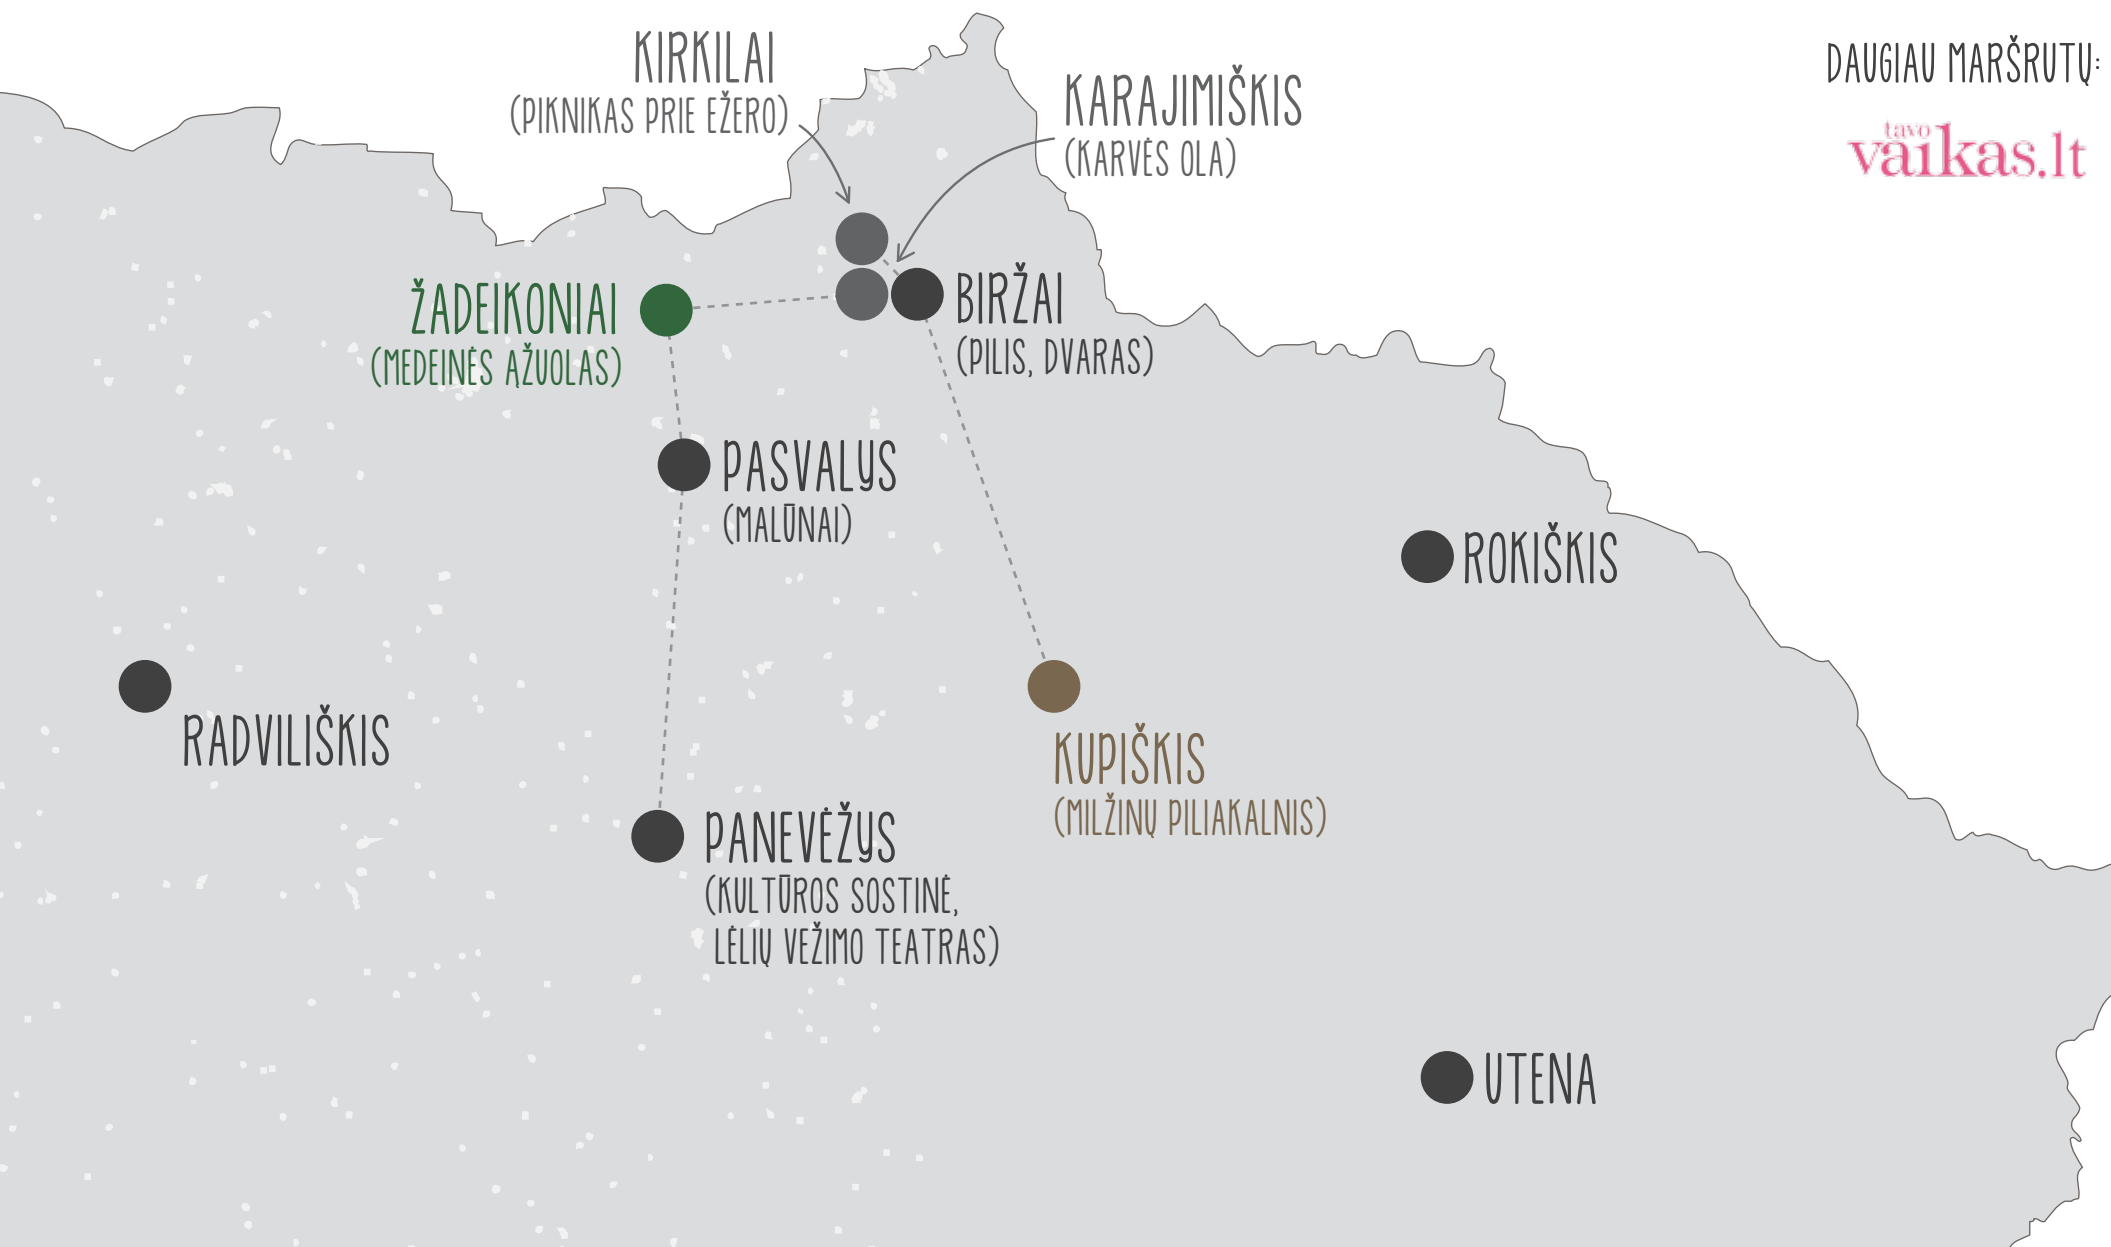 KIRKILAI
(PIKNIKAS PRIE EŽERO)
KARAJIMIŠKIS
(KARVĖS OLA)
DAUGIAU MARŠRUTŲ:
tavo
vaikas.lt
ŽADEIKONIAI
(MEDEINĖS ĄŽUOLAS)
BIRŽAI
(PILIS, DVARAS)
PASVALYS
(MALŪNAI)
ROKIŠKIS
RADVILIŠKIS
KUPIŠKIS
(MILŽINŲ PILIAKALNIS)
PANEVĖŽYS
(KULTŪROS SOSTINĖ,
LĖLIŲ VEŽIMO TEATRAS)
UTENA